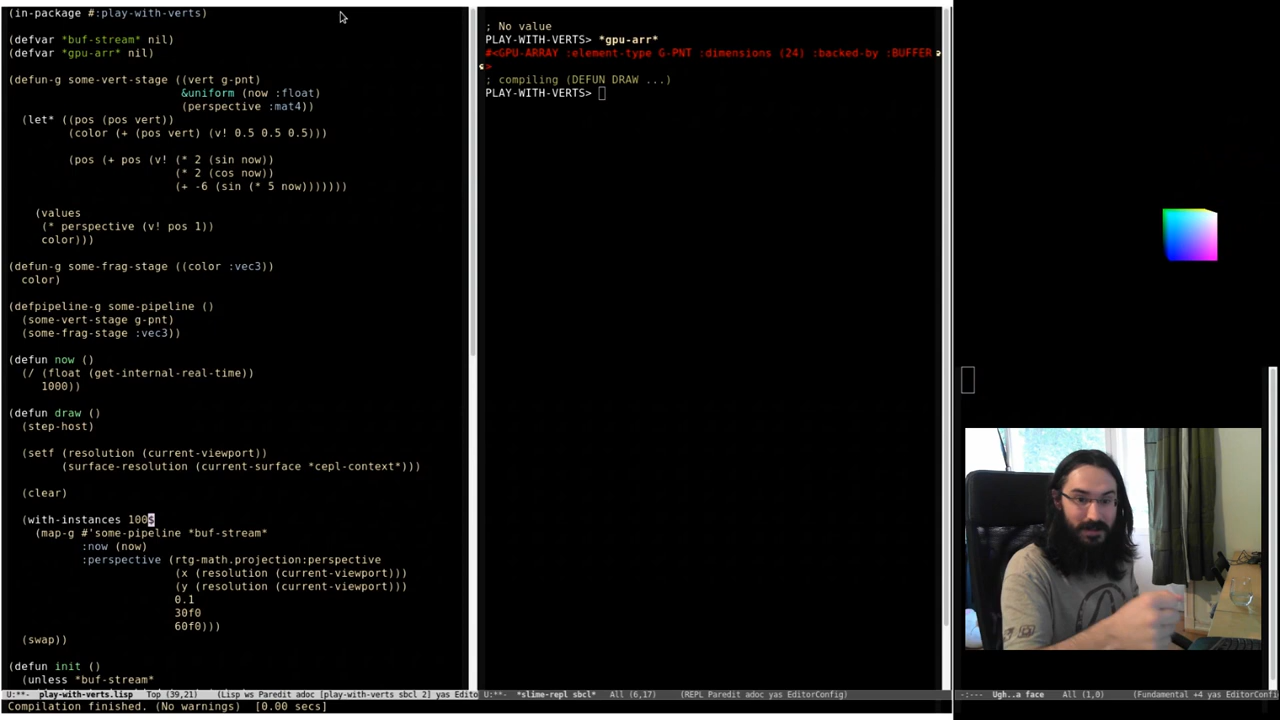 (in-package #:play-with-verts)
(defvar *buf-stream* nil)
(defvar *gpu-arr* nil)
(defun-g some-vert-stage ((vert g-pnt)
&uniform (now :float)
(perspective :mat4))
(let* ((pos (pos vert))
(color (+ (pos vert) (v! 0.5 0.5 0.5)))
(pos (+ pos (v! (* 2 (sin now))
(* 2 (cos now))
(+ -6 (sin (* 5 now)))))))
(values
(* perspective (v! pos 1))
color)))
(defun-g some-frag-stage ((color :vec3))
color)
(defpipeline-g some-pipeline ()
(some-vert-stage g-pnt)
(some-frag-stage :vec3))
(defun now ()
(/ (float (get-internal-real-time))
1000))
(defun draw ()
(step-host)
(setf (resolution (current-viewport))
(surface-resolution (current-surface *cepl-context*)))
(clear)
(with-instances 100
(map-g #'some-pipeline *buf-stream*
:now (now)
:perspective (rtg-math.projection:perspective
(x (resolution (current-viewport)))
(y (resolution (current-viewport)))
0.1
30f0
60f0)))
(swap))
(defun init ()
(unless *buf-stream*
U:**- play-with-verts.lisp Top (39,21) (Lisp ws Paredit adoc [play-with-verts sbcl 2] yas Edito
Compilation finished. (No warnings) [0.00 secs]
; No value
PLAY-WITH-VERTS> *gpu-arr*
#<GPU-ARRAY :element-type G-PNT :dimensions (24) :backed-by :BUFFER
>
; compiling (DEFUN DRAW ...)
PLAY-WITH-VERTS>
U:**- *slime-repl sbcl* All (6,17) (REPL Paredit adoc EditorConfig)
-:--- Ugh..a face All (1,0) (Fundamental +4 yas EditorConfi